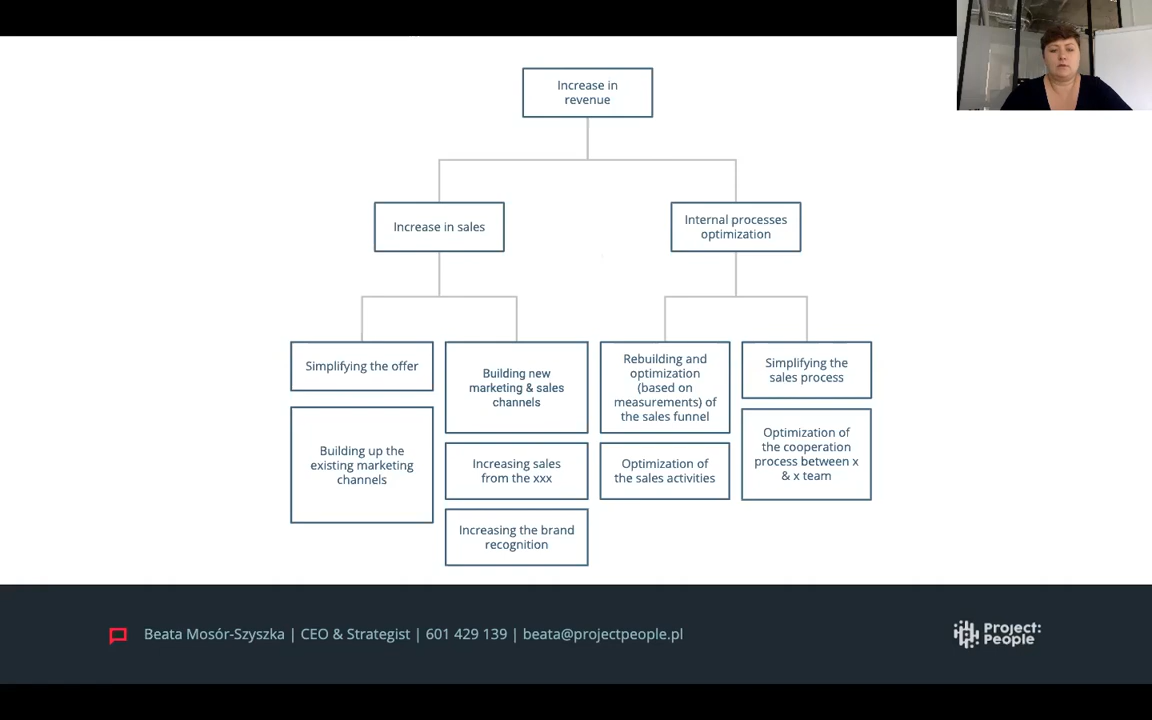 Increase in
revenue
Increase in sales
Internal processes
optimization
Simplifying the offer
Building up the
existing marketing
channels
Building new
marketing & sales
channels
Increasing sales
from the xxx
Increasing the brand
recognition
Rebuilding and
optimization
(based on
measurements) of
the sales funnel
Optimization of
the sales activities
Simplifying the
sales process
Optimization of
the cooperation
process between x
& x team
Beata Mosór-Szyszka | CEO & Strategist | 601 429 139 | beata@projectpeople.pl
Project:
People